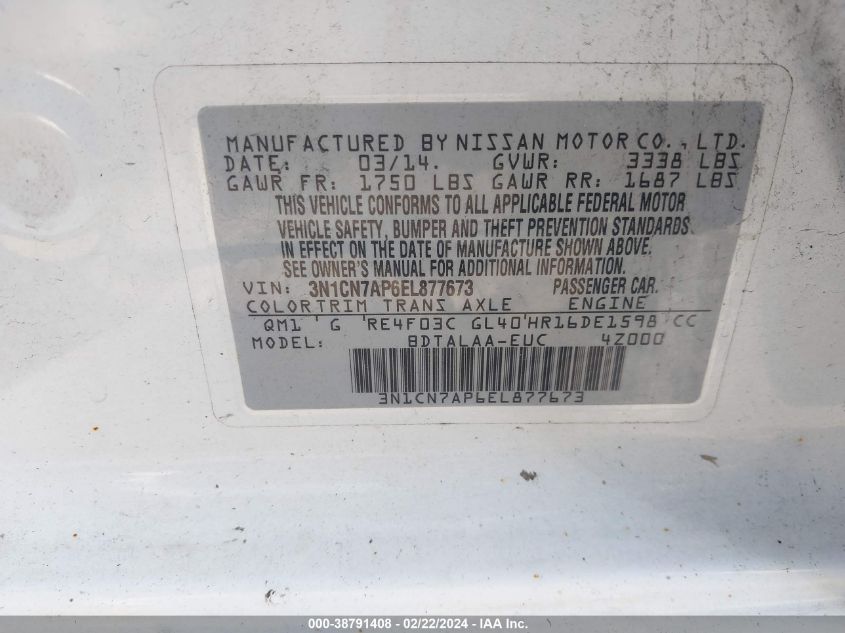 MANUFACTURED BY NISSAN MOTOR CO., LTD.
DATE: 03/14. GVWR: 3338 LBS
GAWR FR: 1750 LBS GAWR RR: 1687 LBS
THIS VEHICLE CONFORMS TO ALL APPLICABLE FEDERAL MOTOR
VEHICLE SAFETY, BUMPER AND THEFT PREVENTION STANDARDS
IN EFFECT ON THE DATE OF MANUFACTURE SHOWN ABOVE.
SEE OWNER'S MANUAL FOR ADDITIONAL INFORMATION.
VIN: 3N1CN7AP6EL877673 PASSENGER CAR.
COLOR TRIM TRANS AXLE ENGINE
QM1 ' G RE4F03C GL40'HR16DE1598 CC
MODEL: BDTALAA-EUC 4Z000
3N1CN7AP6EL877673
000-38791408 - 02/22/2024 - IAA Inc.